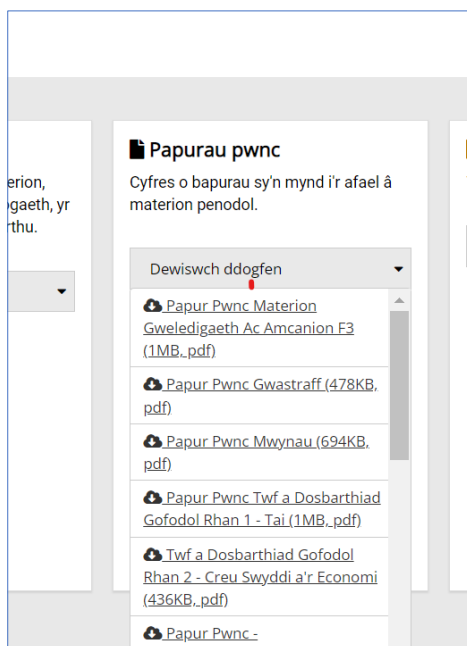 erion,
ogaeth, yr
rthu.
Papurau pwnc
Cyfres o bapurau sy'n mynd i'r afael â
materion penodol.
Dewiswch ddogfen
Papur Pwnc Materion
Gweledigaeth Ac Amcanion F3
(1MB, pdf)
Papur Pwnc Gwastraff (478KB,
pdf)
Papur Pwnc Mwynau (694KB,
pdf)
Papur Pwnc Twf a Dosbarthiad
Gofodol Rhan 1 - Tai (1MB, pdf)
Twf a Dosbarthiad Gofodol
Rhan 2 - Creu Swyddi a'r Economi
(436KB, pdf)
Papur Pwnc -